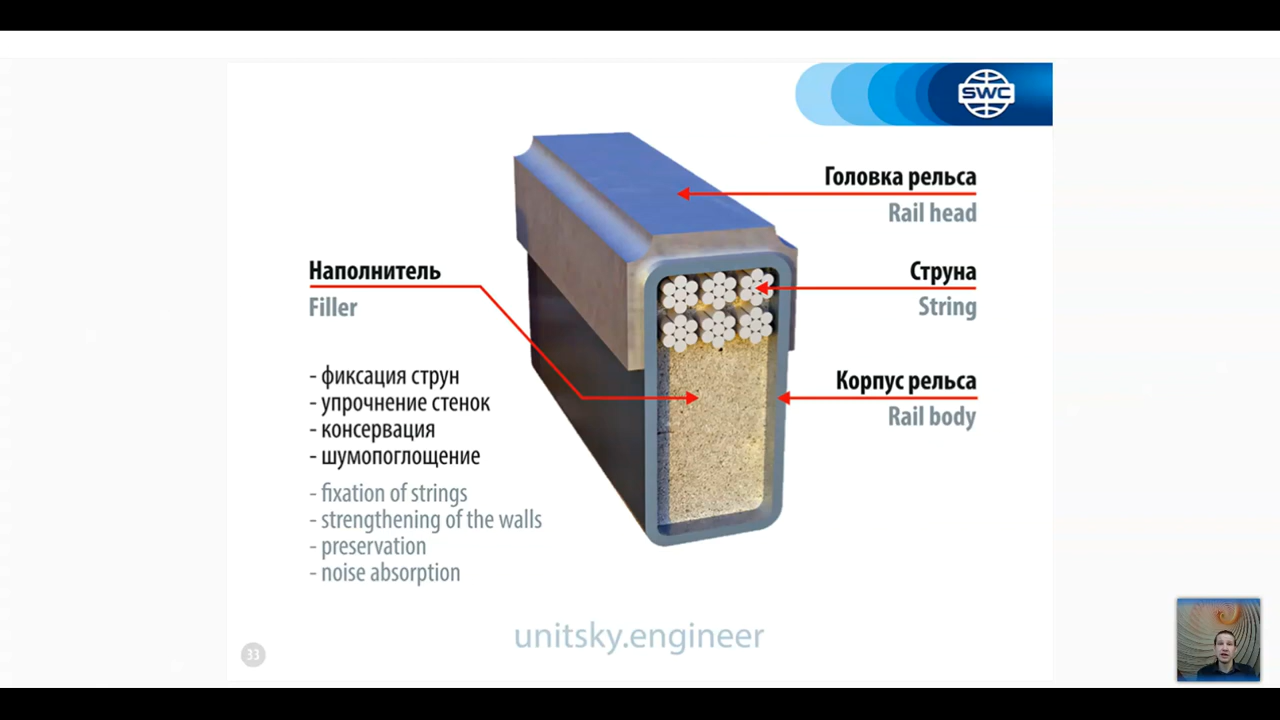 SWC
Головка рельса
Rail head
Наполнитель
Filler
Струна
String
Корпус рельса
Rail body
- фиксация струн
- упрочнение стенок
- консервация
- шумопоглощение
- fixation of strings
- strengthening of the walls
- preservation
- noise absorption
unitsky.engineer
33